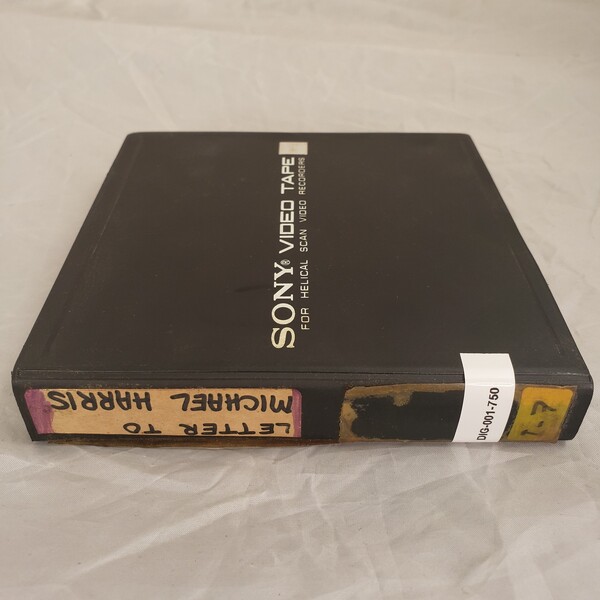 SONY® VIDEO TAPE
FOR HELICAL SCAN VIDEO RECORDERS
LETTER TO
MICHAEL HARRIS
DIG-001-750